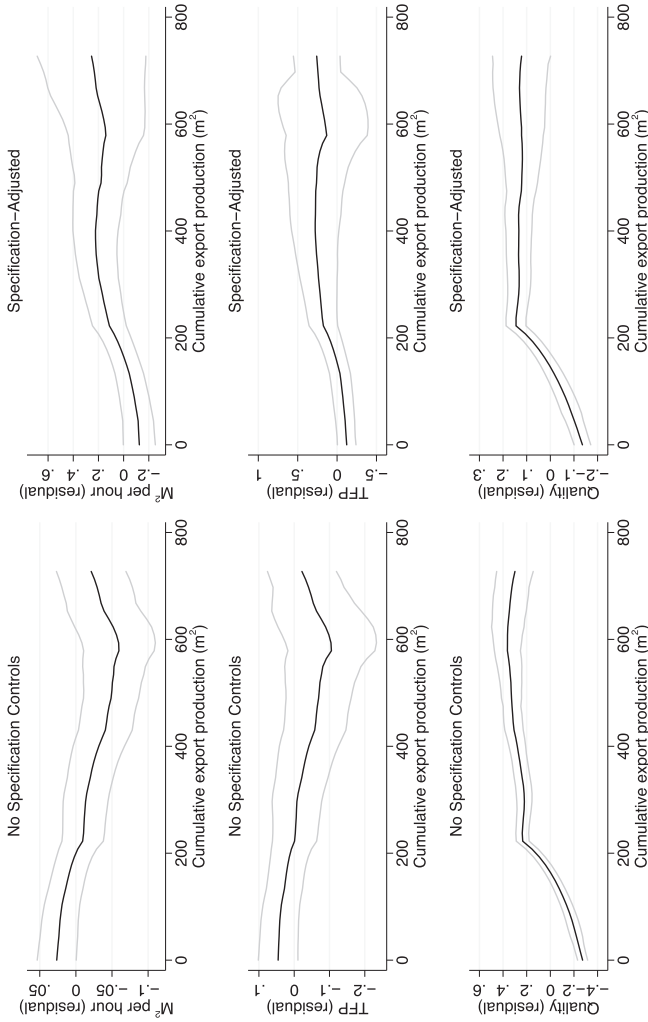 No Specification Controls
M² per hour (residual)
.05
0
−.05
−.1
0 200 400 600 800
Cumulative export production (m²)
Specification−Adjusted
M² per hour (residual)
.6
.4
.2
0
−.2
0 200 400 600 800
Cumulative export production (m²)
No Specification Controls
TFP (residual)
.1
0
−.1
−.2
0 200 400 600 800
Cumulative export production (m²)
Specification−Adjusted
TFP (residual)
1
.5
0
−.5
0 200 400 600 800
Cumulative export production (m²)
No Specification Controls
Quality (residual)
.6
.4
.2
0
−.2
−.4
0 200 400 600 800
Cumulative export production (m²)
Specification−Adjusted
Quality (residual)
.3
.2
.1
0
−.1
−.2
0 200 400 600 800
Cumulative export production (m²)